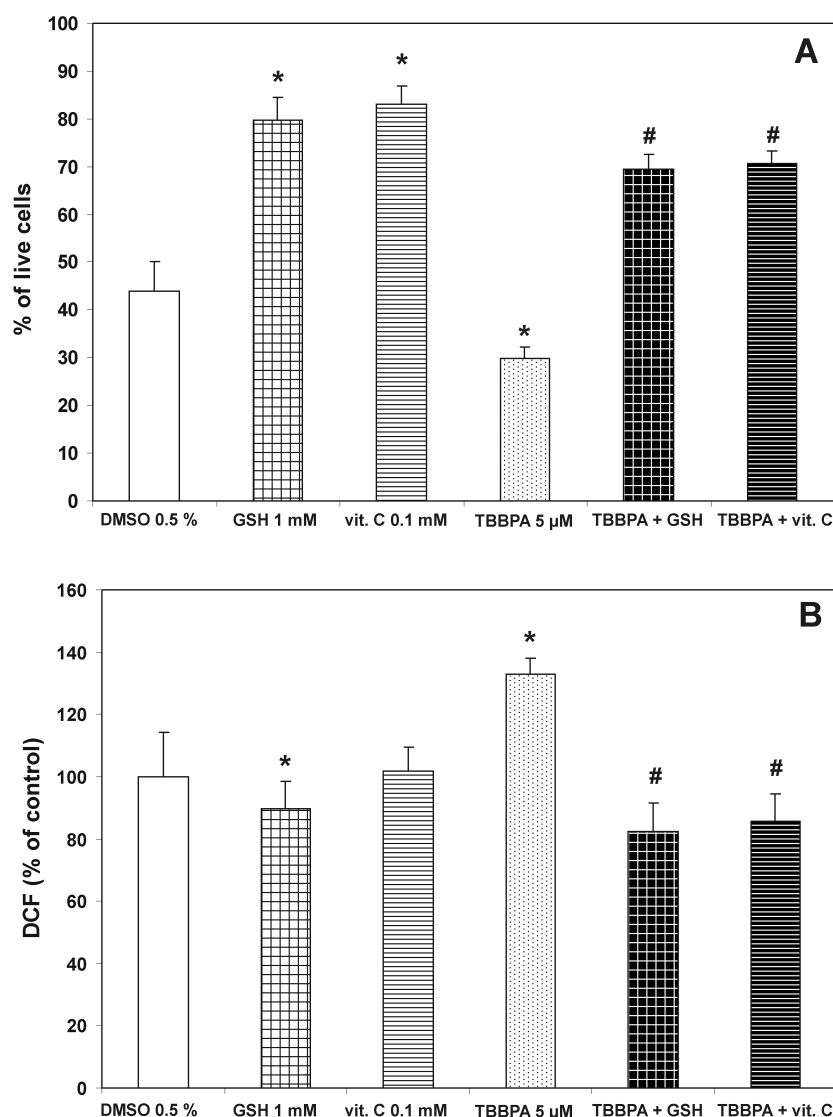 A
% of live cells
100
90
80
70
60
50
40
30
20
10
0
* * * # #
DMSO 0.5 % GSH 1 mM vit. C 0.1 mM TBBPA 5 µM TBBPA + GSH TBBPA + vit. C
B
DCF (% of control)
160
140
120
100
80
60
40
20
0
* * # #
DMSO 0.5 % GSH 1 mM vit. C 0.1 mM TBBPA 5 µM TBBPA + GSH TBBPA + vit. C